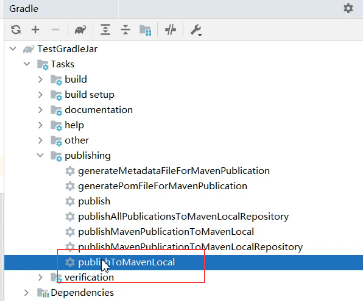 Gradle
TestGradleJar
Tasks
build
build setup
documentation
help
other
publishing
generateMetadataFileForMavenPublication
generatePomFileForMavenPublication
publish
publishAllPublicationsToMavenLocalRepository
publishMavenPublicationToMavenLocal
publishMavenPublicationToMavenLocalRepository
publishToMavenLocal
verification
Dependencies